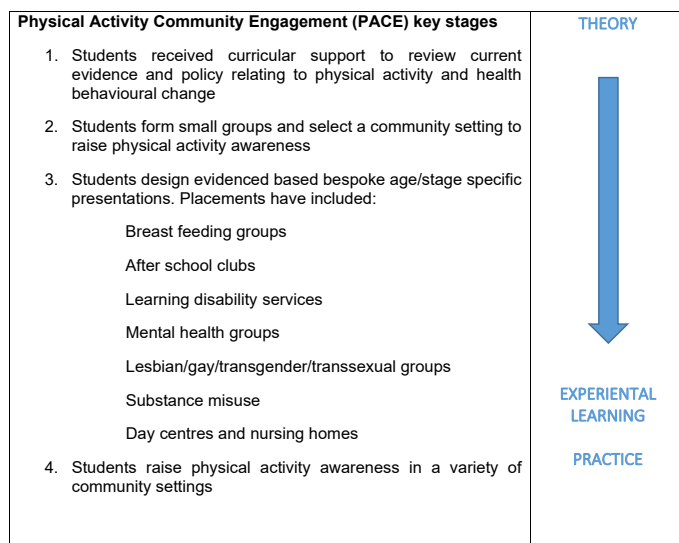 Physical Activity Community Engagement (PACE) key stages
1. Students received curricular support to review current
evidence and policy relating to physical activity and health
behavioural change
2. Students form small groups and select a community setting to
raise physical activity awareness
3. Students design evidenced based bespoke age/stage specific
presentations. Placements have included:
Breast feeding groups
After school clubs
Learning disability services
Mental health groups
Lesbian/gay/transgender/transsexual groups
Substance misuse
Day centres and nursing homes
4. Students raise physical activity awareness in a variety of
community settings
THEORY
EXPERIENTAL
LEARNING
PRACTICE